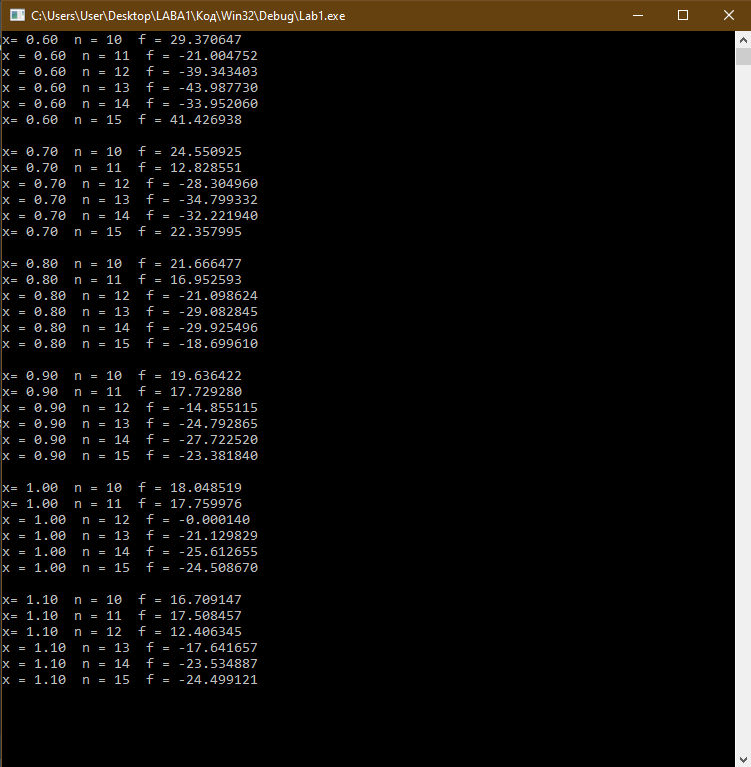 C:\Users\User\Desktop\LABA1\Код\Win32\Debug\Lab1.exe
x= 0.60  n = 10  f = 29.370647
x = 0.60  n = 11  f = -21.004752
x = 0.60  n = 12  f = -39.343403
x = 0.60  n = 13  f = -43.987730
x = 0.60  n = 14  f = -33.952060
x= 0.60  n = 15  f = 41.426938
x= 0.70  n = 10  f = 24.550925
x= 0.70  n = 11  f = 12.828551
x = 0.70  n = 12  f = -28.304960
x = 0.70  n = 13  f = -34.799332
x = 0.70  n = 14  f = -32.221940
x= 0.70  n = 15  f = 22.357995
x= 0.80  n = 10  f = 21.666477
x= 0.80  n = 11  f = 16.952593
x = 0.80  n = 12  f = -21.098624
x = 0.80  n = 13  f = -29.082845
x = 0.80  n = 14  f = -29.925496
x = 0.80  n = 15  f = -18.699610
x= 0.90  n = 10  f = 19.636422
x= 0.90  n = 11  f = 17.729280
x = 0.90  n = 12  f = -14.855115
x = 0.90  n = 13  f = -24.792865
x = 0.90  n = 14  f = -27.722520
x = 0.90  n = 15  f = -23.381840
x= 1.00  n = 10  f = 18.048519
x= 1.00  n = 11  f = 17.759976
x = 1.00  n = 12  f = -0.000140
x = 1.00  n = 13  f = -21.129829
x = 1.00  n = 14  f = -25.612655
x = 1.00  n = 15  f = -24.508670
x= 1.10  n = 10  f = 16.709147
x= 1.10  n = 11  f = 17.508457
x= 1.10  n = 12  f = 12.406345
x = 1.10  n = 13  f = -17.641657
x = 1.10  n = 14  f = -23.534887
x = 1.10  n = 15  f = -24.499121